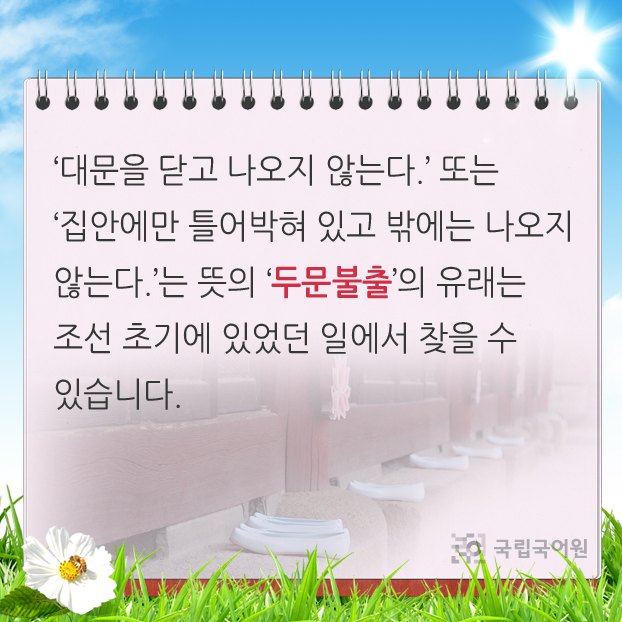 ‘대문을 닫고 나오지 않는다.’ 또는
‘집안에만 틀어박혀 있고 밖에는 나오지
않는다.’는 뜻의 ‘두문불출’의 유래는
조선 초기에 있었던 일에서 찾을 수
있습니다.
국립국어원